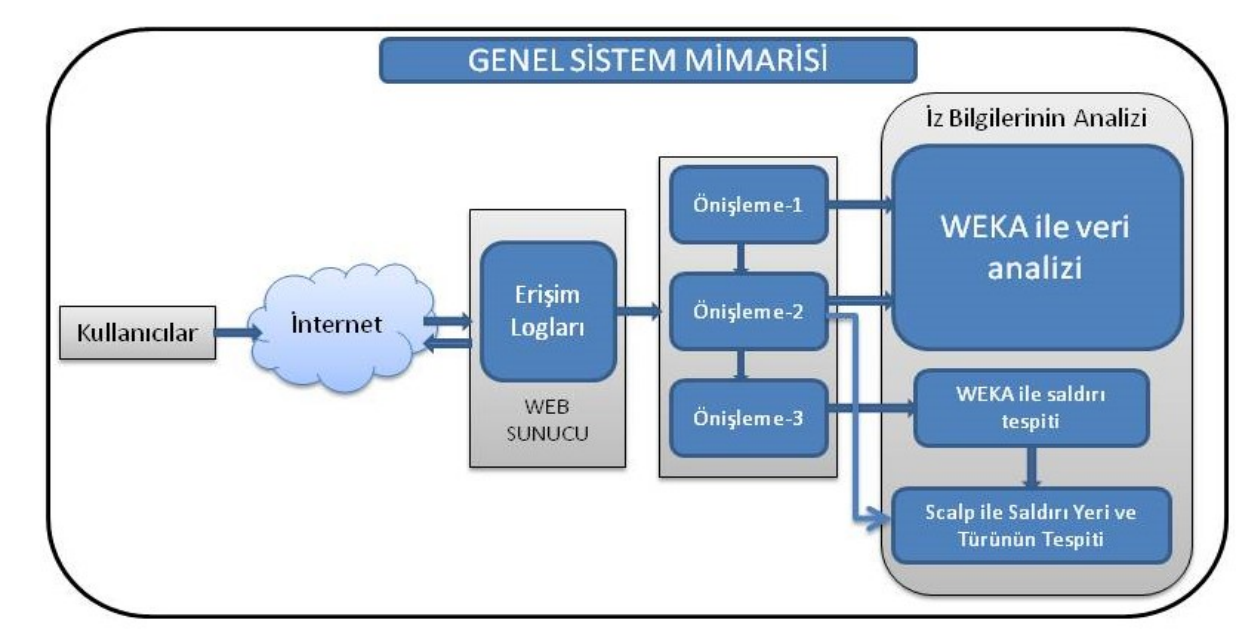 GENEL SİSTEM MİMARİSİ
Kullanıcılar
İnternet
Erişim
Logları
WEB
SUNUCU
Önişleme-1
Önişleme-2
Önişleme-3
İz Bilgilerinin Analizi
WEKA ile veri
analizi
WEKA ile saldırı
tespiti
Scalp ile Saldırı Yeri ve
Türünün Tespiti